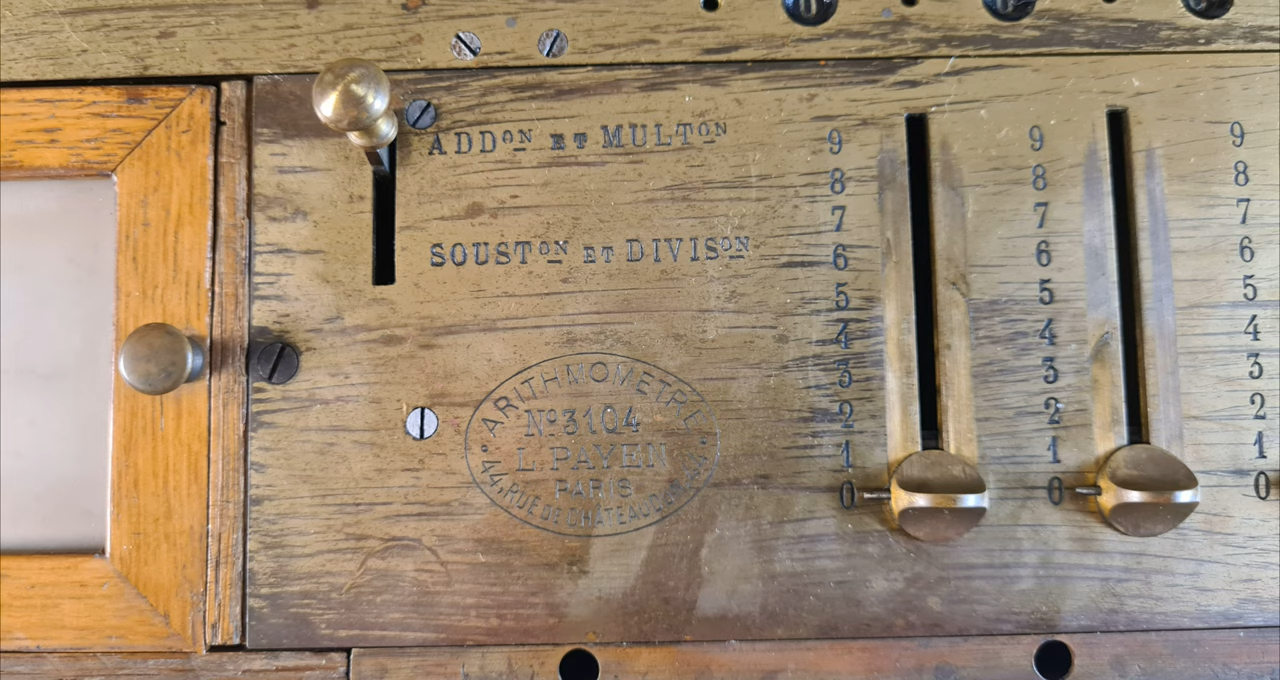 ADDᴼᴺ ET MULTᴼᴺ
SOUSTᴼᴺ ET DIVISᴼᴺ
9 9 9
8 8 8
7 7 7
6 6 6
5 5 5
4 4 4
3 3 3
2 2 2
1 1 1
0 0 0
ARITHMOMETRE
Nº 3104
L. PAYEN
PARIS
RUE DE CHATEAUDUN